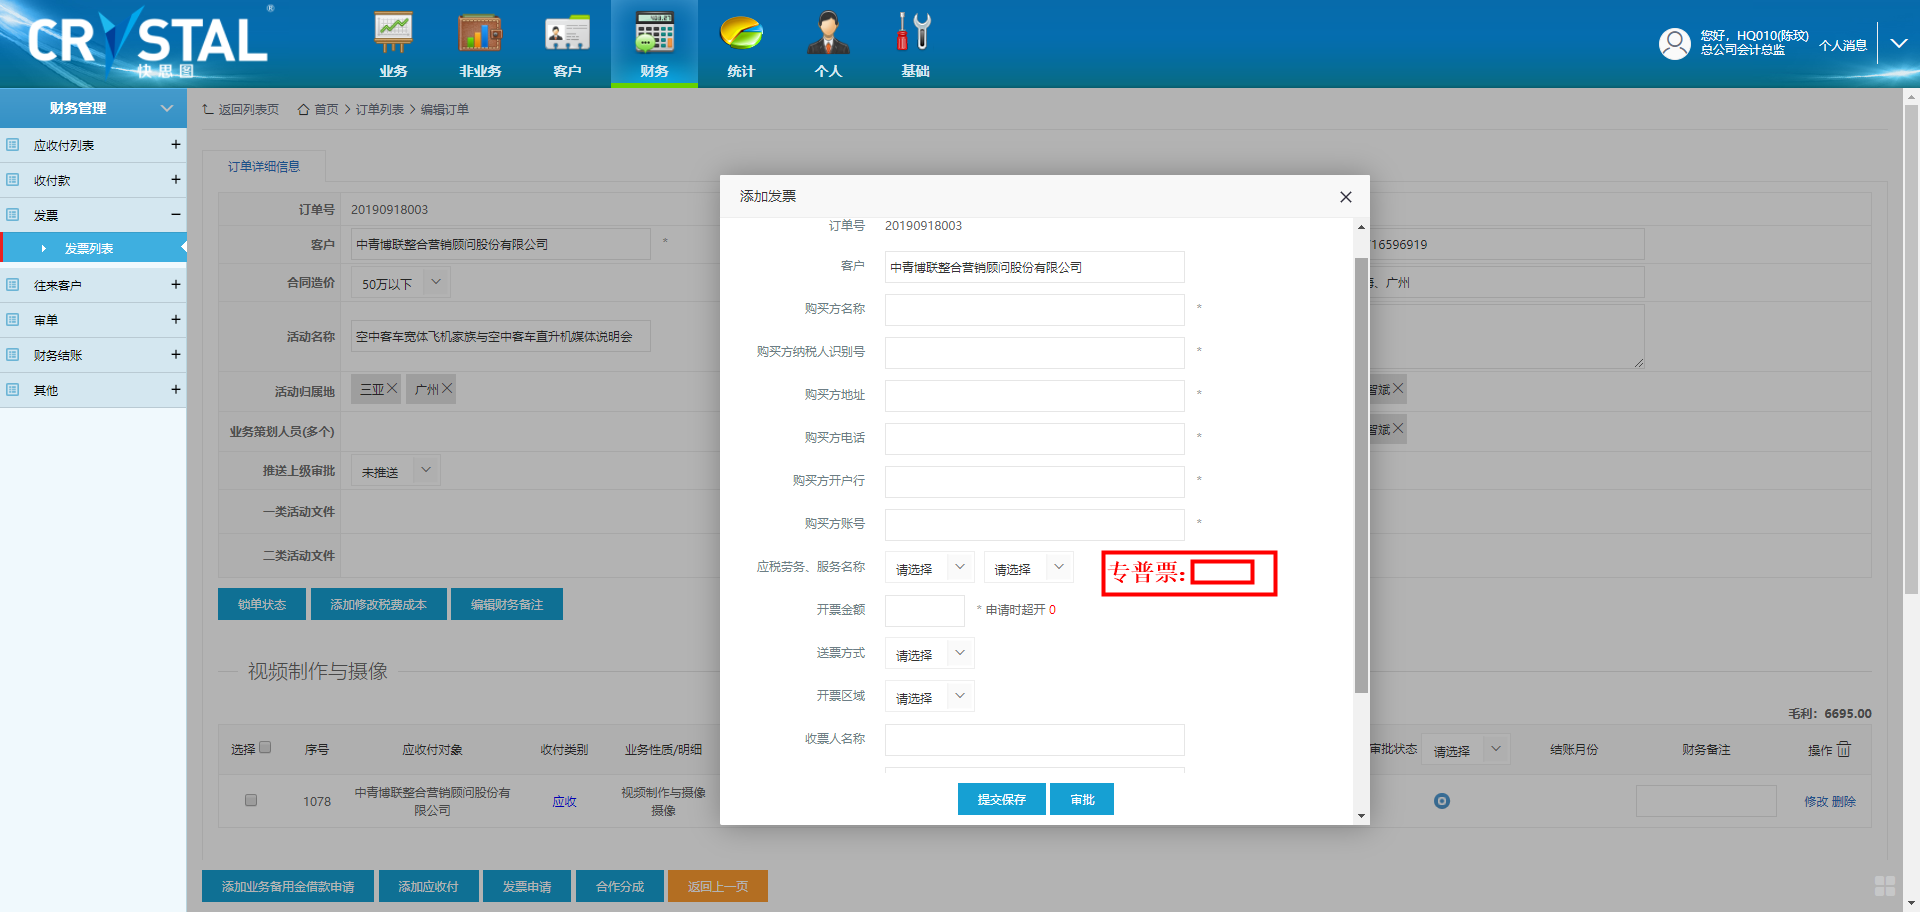 CRYSTAL
®
快思图
业务
非业务
客户
财务
统计
个人
基础
您好，HQ010(陈玟)
总公司会计总监
个人消息
财务管理
应收付列表 +
收付款 +
发票 −
发票列表
往来客户 +
审单 +
财务结账 +
其他 +
返回列表页 首页 > 订单列表 > 编辑订单
订单详细信息
订单号 20190918003
客户 中青博联整合营销顾问股份有限公司 *
16596919
合同造价 50万以下
、广州
活动名称 空中客车宽体飞机家族与空中客车直升机媒体说明会
活动归属地 三亚 广州
智斌
业务策划人员(多个)
智斌
推送上级审批 未推送
一类活动文件
二类活动文件
锁单状态 添加修改税费成本 编辑财务备注
视频制作与摄像
毛利：6695.00
选择 序号 应收付对象 收付类别 业务性质/明细 审批状态 请选择 结账月份 财务备注 操作
1078 中青博联整合营销顾问股份有限公司 应收 视频制作与摄像 摄像 修改 删除
添加业务备用金借款申请 添加应收付 发票申请 合作分成 返回上一页
添加发票
订单号 20190918003
客户 中青博联整合营销顾问股份有限公司
购买方名称 *
购买方纳税人识别号 *
购买方地址 *
购买方电话 *
购买方开户行 *
购买方账号 *
应税劳务、服务名称 请选择 请选择
专普票:
开票金额 * 申请时超开 0
送票方式 请选择
开票区域 请选择
收票人名称
提交保存 审批